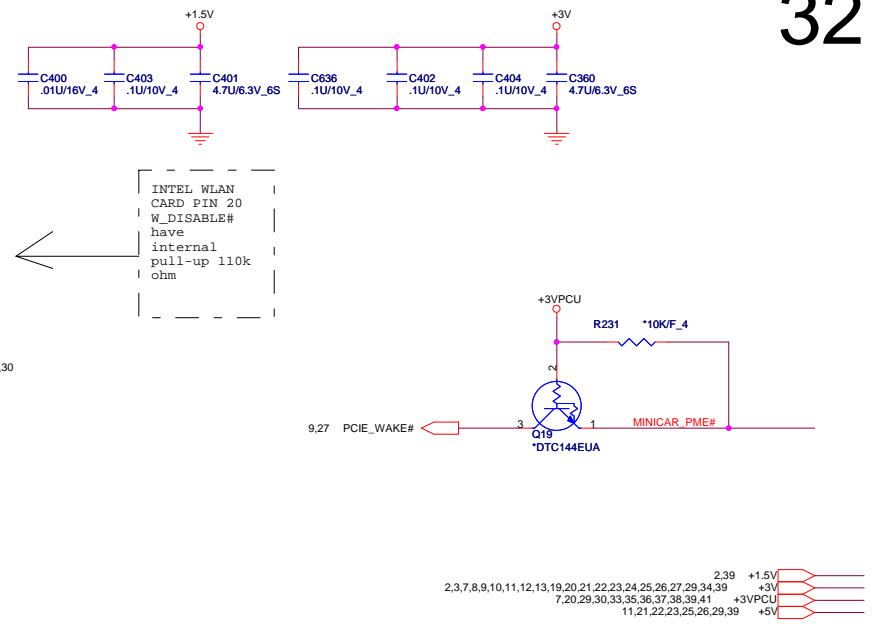 32
+1.5V
+3V
C400
.01U/16V_4
C403
.1U/10V_4
C401
4.7U/6.3V_6S
C636
.1U/10V_4
C402
.1U/10V_4
C404
.1U/10V_4
C360
4.7U/6.3V_6S
INTEL WLAN
CARD PIN 20
W_DISABLE#
have
internal
pull-up 110k
ohm
+3VPCU
R231 *10K/F_4
,30
2
9,27 PCIE_WAKE#
3
1
MINICAR_PME#
Q19
*DTC144EUA
2,39 +1.5V
2,3,7,8,9,10,11,12,13,19,20,21,22,23,24,25,26,27,29,34,39 +3V
7,20,29,30,33,35,36,37,38,39,41 +3VPCU
11,21,22,23,25,26,29,39 +5V